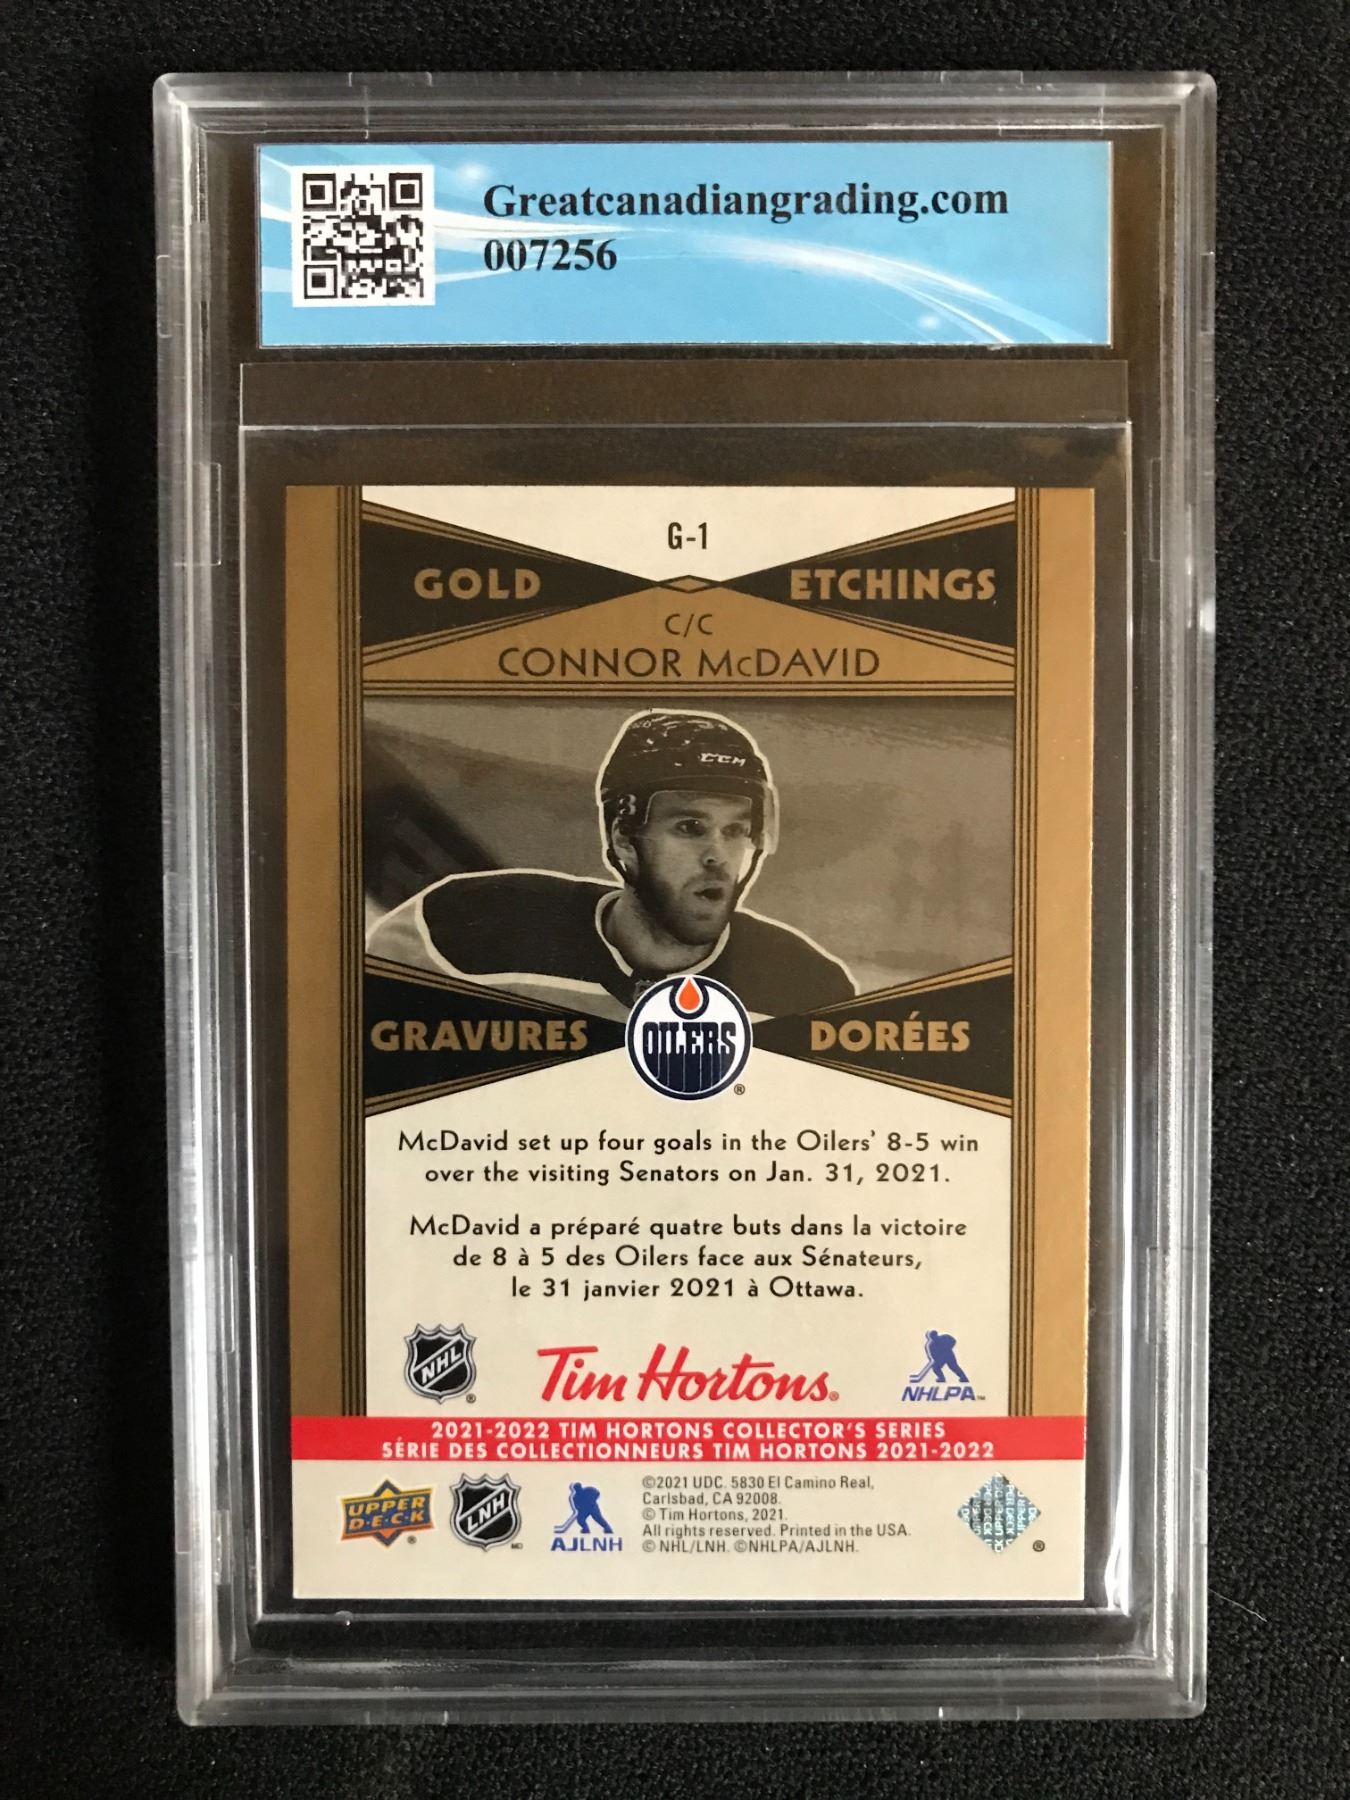 Greatcanadiangrading.com
007256
G-1
GOLD ETCHINGS
C/C
CONNOR McDAVID
CCM
3
GRAVURES DORÉES
OILERS
®
McDavid set up four goals in the Oilers' 8-5 win
over the visiting Senators on Jan. 31, 2021.
McDavid a préparé quatre buts dans la victoire
de 8 à 5 des Oilers face aux Sénateurs,
le 31 janvier 2021 à Ottawa.
NHL ® Tim Hortons® NHLPA™
2021-2022 TIM HORTONS COLLECTOR'S SERIES
SÉRIE DES COLLECTIONNEURS TIM HORTONS 2021-2022
UPPER
D·E·C·K ®
LNH MD
AJLNH
©2021 UDC. 5830 El Camino Real,
Carlsbad, CA 92008.
© Tim Hortons, 2021.
All rights reserved. Printed in the USA.
© NHL/LNH. ©NHLPA/AJLNH.
®